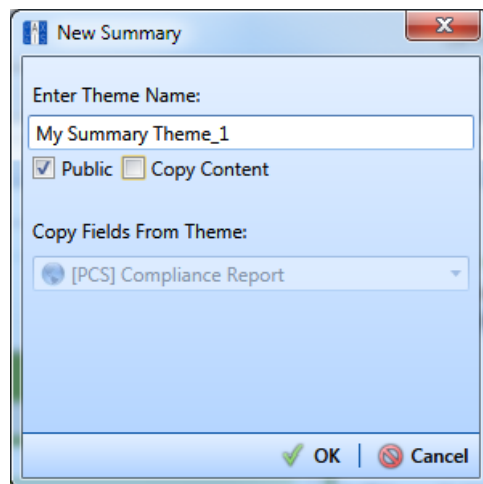 New Summary
Enter Theme Name:
My Summary Theme_1
Public Copy Content
Copy Fields From Theme:
[PCS] Compliance Report
OK | Cancel